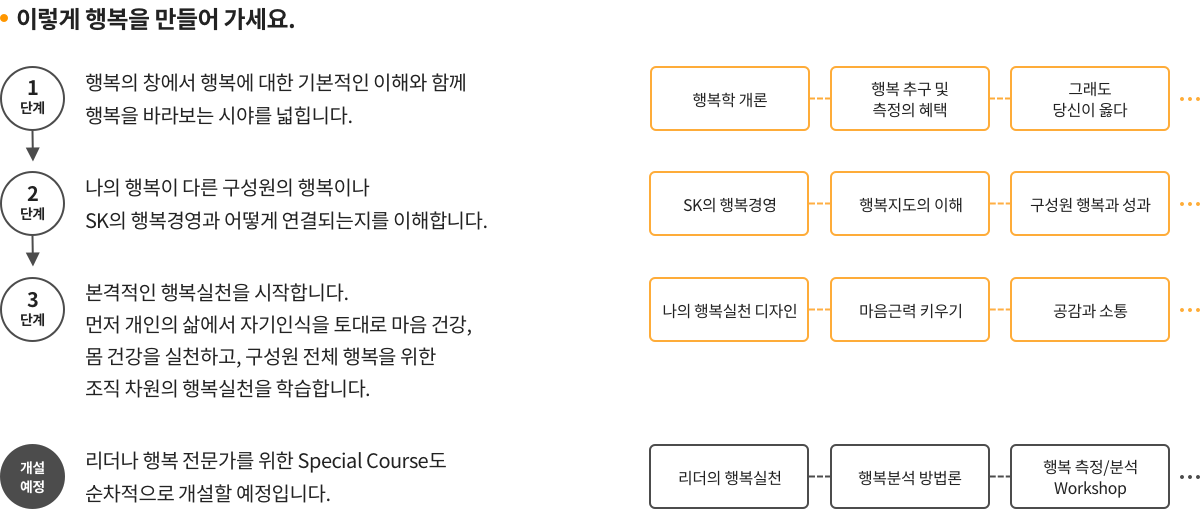 이렇게 행복을 만들어 가세요.
1
단계
행복의 창에서 행복에 대한 기본적인 이해와 함께
행복을 바라보는 시야를 넓힙니다.
행복학 개론
행복 추구 및
측정의 혜택
그래도
당신이 옳다
2
단계
나의 행복이 다른 구성원의 행복이나
SK의 행복경영과 어떻게 연결되는지를 이해합니다.
SK의 행복경영
행복지도의 이해
구성원 행복과 성과
3
단계
본격적인 행복실천을 시작합니다.
먼저 개인의 삶에서 자기인식을 토대로 마음 건강,
몸 건강을 실천하고, 구성원 전체 행복을 위한
조직 차원의 행복실천을 학습합니다.
나의 행복실천 디자인
마음근력 키우기
공감과 소통
개설
예정
리더나 행복 전문가를 위한 Special Course도
순차적으로 개설할 예정입니다.
리더의 행복실천
행복분석 방법론
행복 측정/분석
Workshop